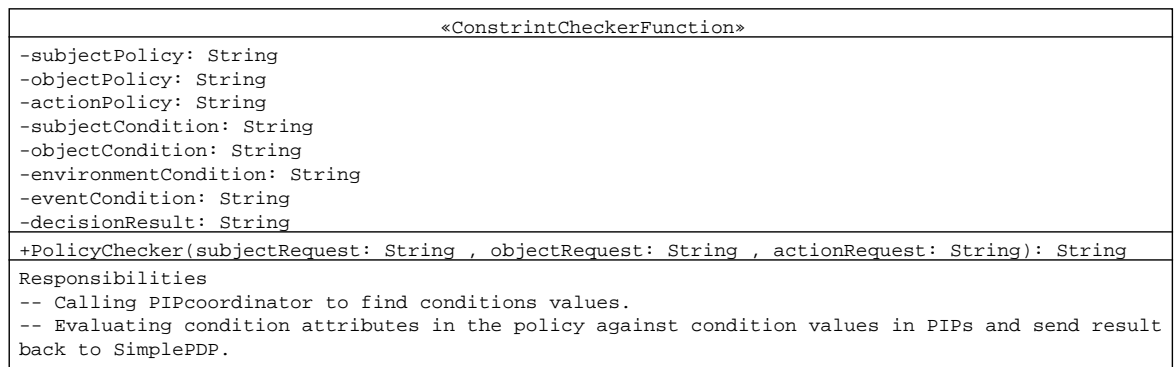 «ConstrintCheckerFunction»
-subjectPolicy: String
-objectPolicy: String
-actionPolicy: String
-subjectCondition: String
-objectCondition: String
-environmentCondition: String
-eventCondition: String
-decisionResult: String
+PolicyChecker(subjectRequest: String , objectRequest: String , actionRequest: String): String
Responsibilities
-- Calling PIPcoordinator to find conditions values.
-- Evaluating condition attributes in the policy against condition values in PIPs and send result
back to SimplePDP.